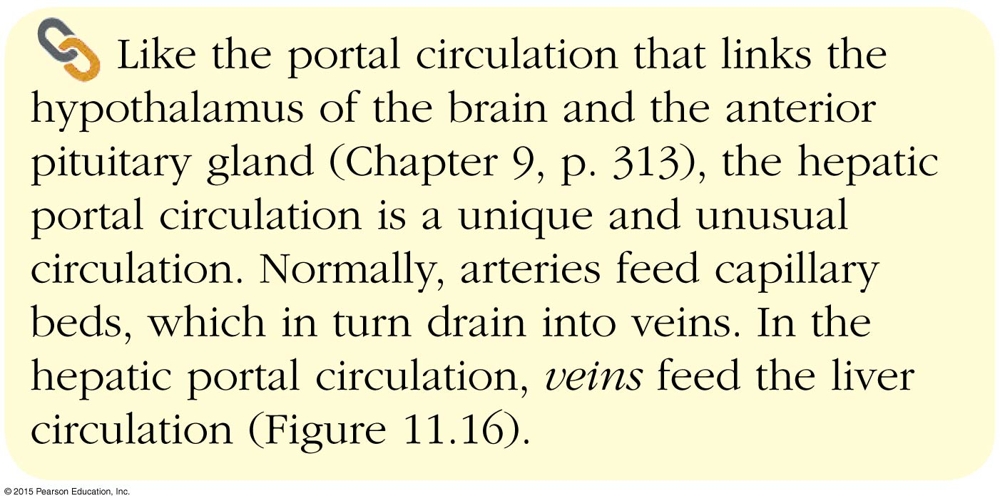 Like the portal circulation that links the
hypothalamus of the brain and the anterior
pituitary gland (Chapter 9, p. 313), the hepatic
portal circulation is a unique and unusual
circulation. Normally, arteries feed capillary
beds, which in turn drain into veins. In the
hepatic portal circulation, veins feed the liver
circulation (Figure 11.16).
© 2015 Pearson Education, Inc.